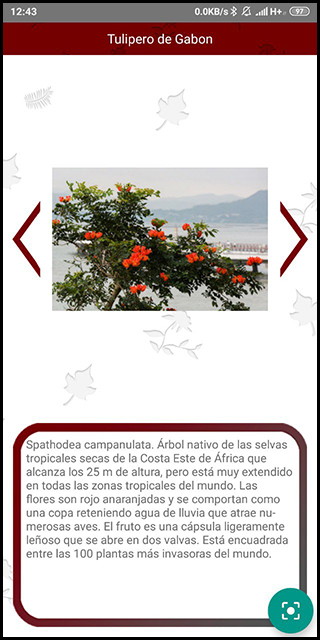 12:43
0.0KB/s H+ 97
Tulipero de Gabon
Spathodea campanulata. Árbol nativo de las selvas
tropicales secas de la Costa Este de África que
alcanza los 25 m de altura, pero está muy extendido
en todas las zonas tropicales del mundo. Las
flores son rojo anaranjadas y se comportan como
una copa reteniendo agua de lluvia que atrae nu-
merosas aves. El fruto es una cápsula ligeramente
leñoso que se abre en dos valvas. Está encuadrada
entre las 100 plantas más invasoras del mundo.